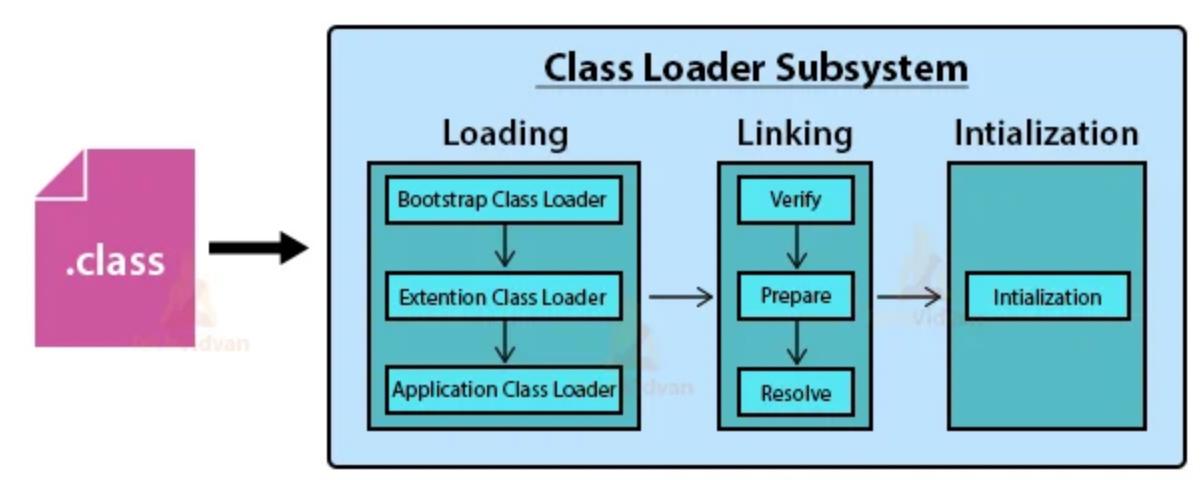 Class Loader Subsystem
Loading
Linking
Intialization
.class
Bootstrap Class Loader
Extention Class Loader
Application Class Loader
Verify
Prepare
Resolve
Intialization
Vidvan